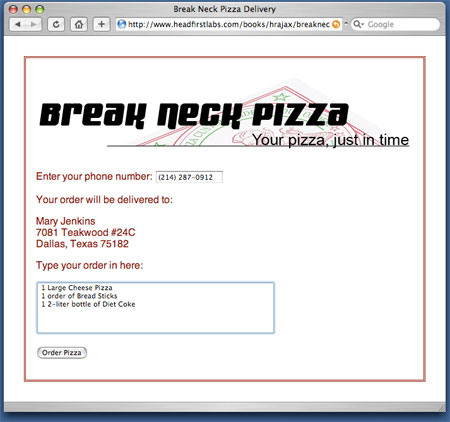 Break Neck Pizza Delivery
http://www.headfirstlabs.com/books/hrajax/breaknec
Google
Break Neck Pizza
Your pizza, just in time
Enter your phone number: (214) 287-0912
Your order will be delivered to:
Mary Jenkins
7081 Teakwood #24C
Dallas, Texas 75182
Type your order in here:
1 Large Cheese Pizza
1 order of Bread Sticks
1 2-liter bottle of Diet Coke
Order Pizza